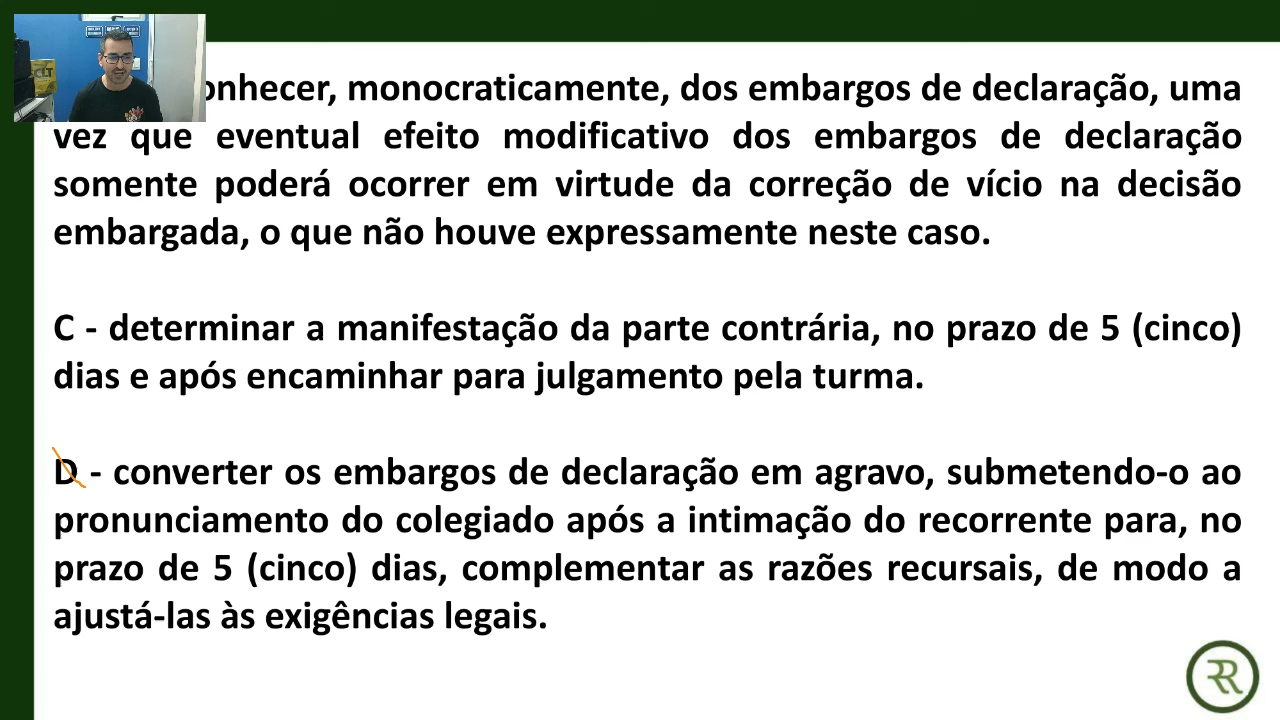 onhecer, monocraticamente, dos embargos de declaração, uma
vez que eventual efeito modificativo dos embargos de declaração
somente poderá ocorrer em virtude da correção de vício na decisão
embargada, o que não houve expressamente neste caso.
C - determinar a manifestação da parte contrária, no prazo de 5 (cinco)
dias e após encaminhar para julgamento pela turma.
D - converter os embargos de declaração em agravo, submetendo-o ao
pronunciamento do colegiado após a intimação do recorrente para, no
prazo de 5 (cinco) dias, complementar as razões recursais, de modo a
ajustá-las às exigências legais.